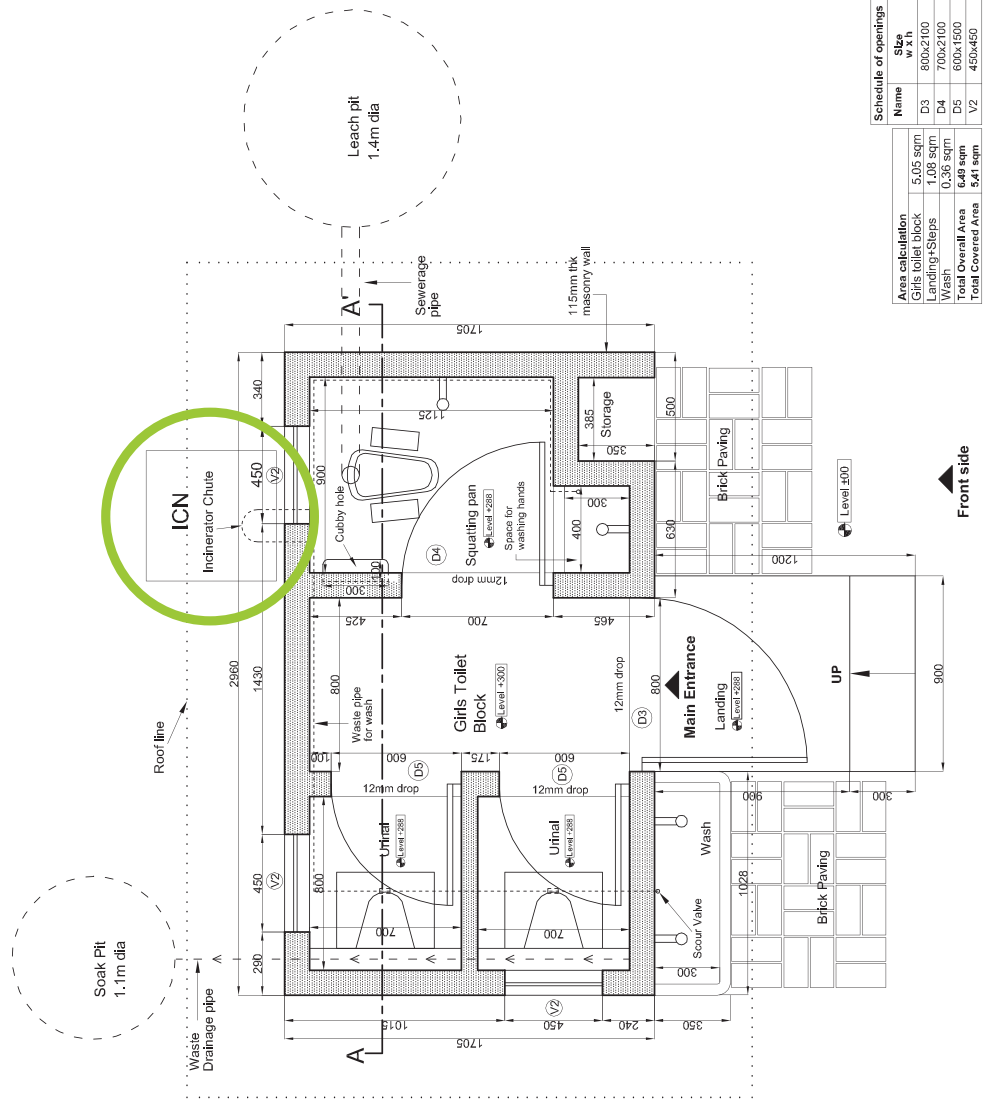 Leach pit
1.4m dia
Soak Pit
1.1m dia
Roof line
Waste
Drainage pipe
Sewerage
pipe
115mm thk
masonry wall
ICN
Incinerator Chute
A'
A
2960
290
450
1430
450
340
V2
V2
V2
1705
1705
1015
450
240
350
Cubby hole
900
1125
300
100
D4
Squatting pan
Level +288
Space for
washing hands
400
300
12mm drop
Storage
385
350
500
630
425
700
465
800
Waste pipe
for wash
Girls Toilet
Block
Level +300
12mm drop
800
D3
100
600
175
600
D5
D5
12mm drop
12mm drop
Urinal
Level +288
Urinal
Level +288
800
700
700
Main Entrance
Landing
Level +288
UP
900
900
300
1200
Wash
Scour Valve
300
1028
Brick Paving
Brick Paving
Level ±00
Front side
Schedule of openings
Name Size
w x h
D3 800x2100
D4 700x2100
D5 600x1500
V2 450x450
Area calculation
Girls toilet block 5.05 sqm
Landing+Steps 1.08 sqm
Wash 0.36 sqm
Total Overall Area 6.49 sqm
Total Covered Area 5.41 sqm